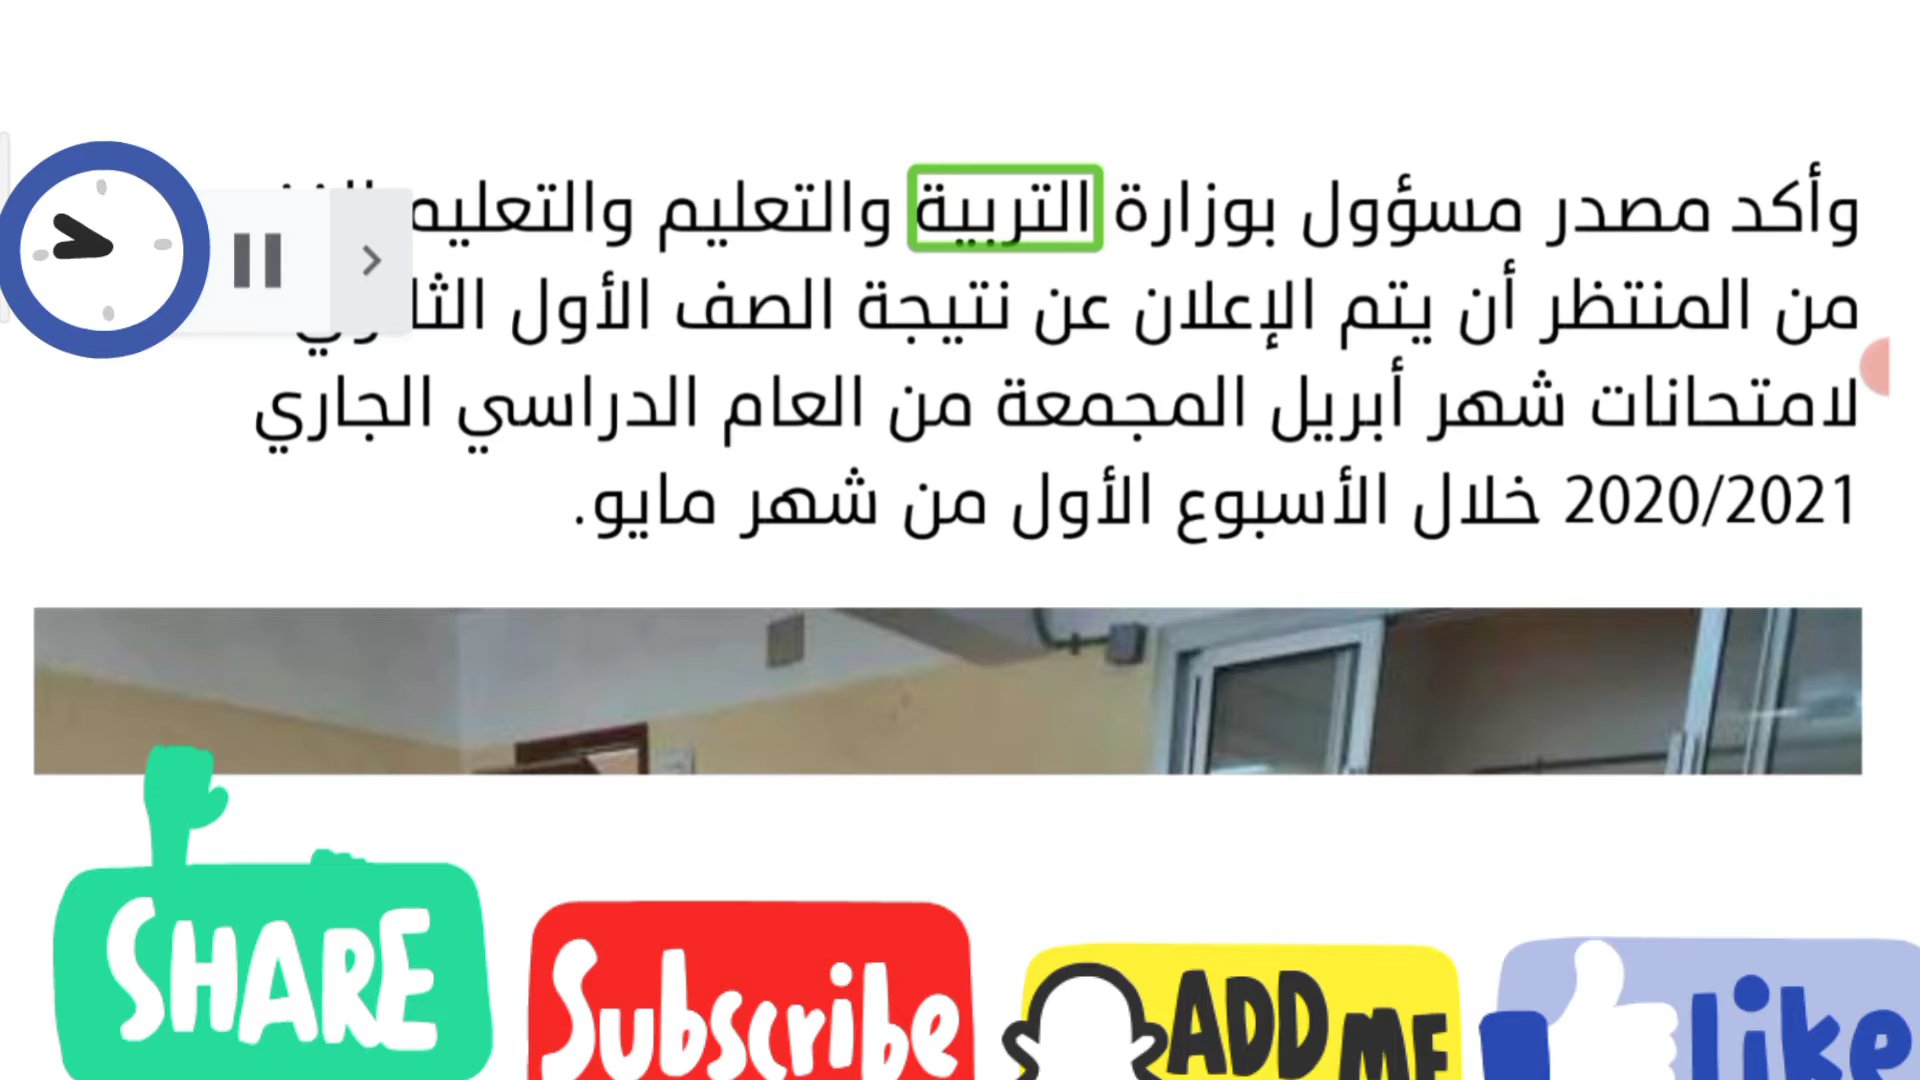 وأكد مصدر مسؤول بوزارة التربية والتعليم والتعليم
من المنتظر أن يتم الإعلان عن نتيجة الصف الأول
لامتحانات شهر أبريل المجمعة من العام الدراسي الجاري
2020/2021 خلال الأسبوع الأول من شهر مايو.
SHARE
Subscribe
ADD ME
like